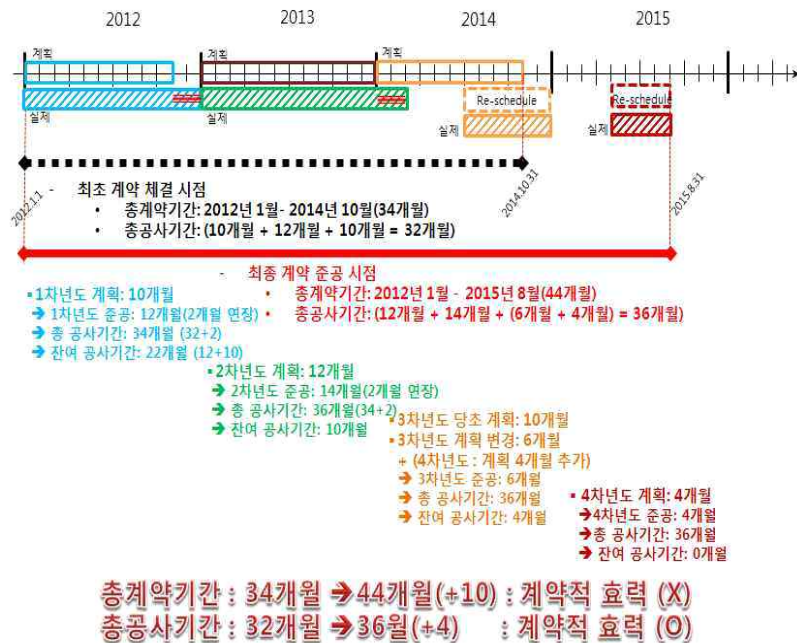 2012
2013
2014
2015
계획
계획
계획
Re-schedule
Re-schedule
실제
실제
실제
실제
2012.1.1
2014.10.31
2015.8.31
- 최초 계약 체결 시점
• 총계약기간: 2012년 1월- 2014년 10월(34개월)
• 총공사기간: (10개월 + 12개월 + 10개월 = 32개월)
- 최종 계약 준공 시점
• 총계약기간: 2012년 1월 - 2015년 8월(44개월)
• 총공사기간: (12개월 + 14개월 + (6개월 + 4개월) = 36개월)
▪1차년도 계획: 10개월
➔ 1차년도 준공: 12개월(2개월 연장)
➔ 총 공사기간: 34개월 (32+2)
➔ 잔여 공사기간: 22개월 (12+10)
▪2차년도 계획: 12개월
➔ 2차년도 준공: 14개월(2개월 연장)
➔ 총 공사기간: 36개월(34+2)
➔ 잔여 공사기간: 10개월
▪3차년도 당초 계획: 10개월
▪3차년도 계획 변경: 6개월
+ (4차년도 : 계획 4개월 추가)
➔ 3차년도 준공: 6개월
➔ 총 공사기간: 36개월
➔ 잔여 공사기간: 4개월
▪4차년도 계획: 4개월
➔4차년도 준공: 4개월
➔총 공사기간: 36개월
➔ 잔여 공사기간: 0개월
총계약기간 : 34개월 ➔44개월(+10) : 계약적 효력 (X)
총공사기간 : 32개월 ➔36월(+4) : 계약적 효력 (O)